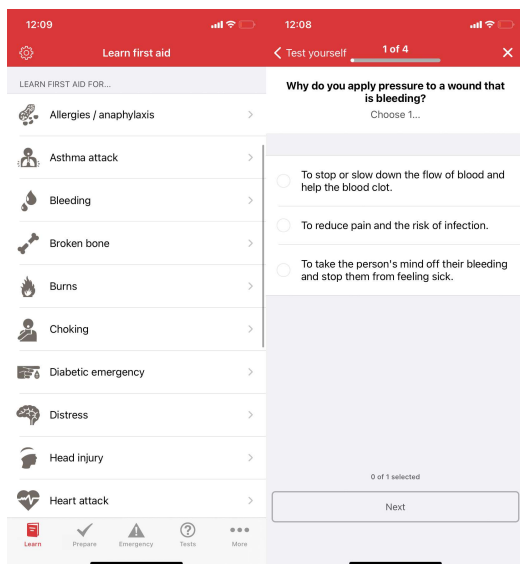 12:09
Learn first aid
LEARN FIRST AID FOR...
Allergies / anaphylaxis
Asthma attack
Bleeding
Broken bone
Burns
Choking
Diabetic emergency
Distress
Head injury
Heart attack
Learn Prepare Emergency Tests More
12:08
Test yourself 1 of 4
Why do you apply pressure to a wound that
is bleeding?
Choose 1...
To stop or slow down the flow of blood and
help the blood clot.
To reduce pain and the risk of infection.
To take the person's mind off their bleeding
and stop them from feeling sick.
0 of 1 selected
Next